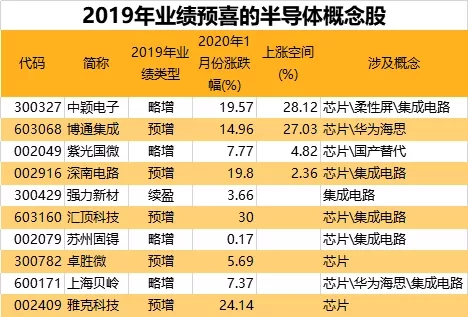 2019年业绩预喜的半导体概念股
代码 简称 2019年业绩类型 2020年1月份涨跌幅(%) 上涨空间(%) 涉及概念
300327 中颖电子 略增 19.57 28.12 芯片\柔性屏\集成电路
603068 博通集成 预增 14.96 27.03 芯片\华为海思
002049 紫光国微 略增 7.77 4.82 芯片\国产替代
002916 深南电路 预增 19.8 2.36 芯片\集成电路
300429 强力新材 续盈 3.66 集成电路
603160 汇顶科技 预增 30 芯片\集成电路
002079 苏州固锝 略增 0.17 芯片\集成电路
300782 卓胜微 预增 5.69 芯片
600171 上海贝岭 略增 7.37 芯片\华为海思\集成电路
002409 雅克科技 预增 24.14 芯片